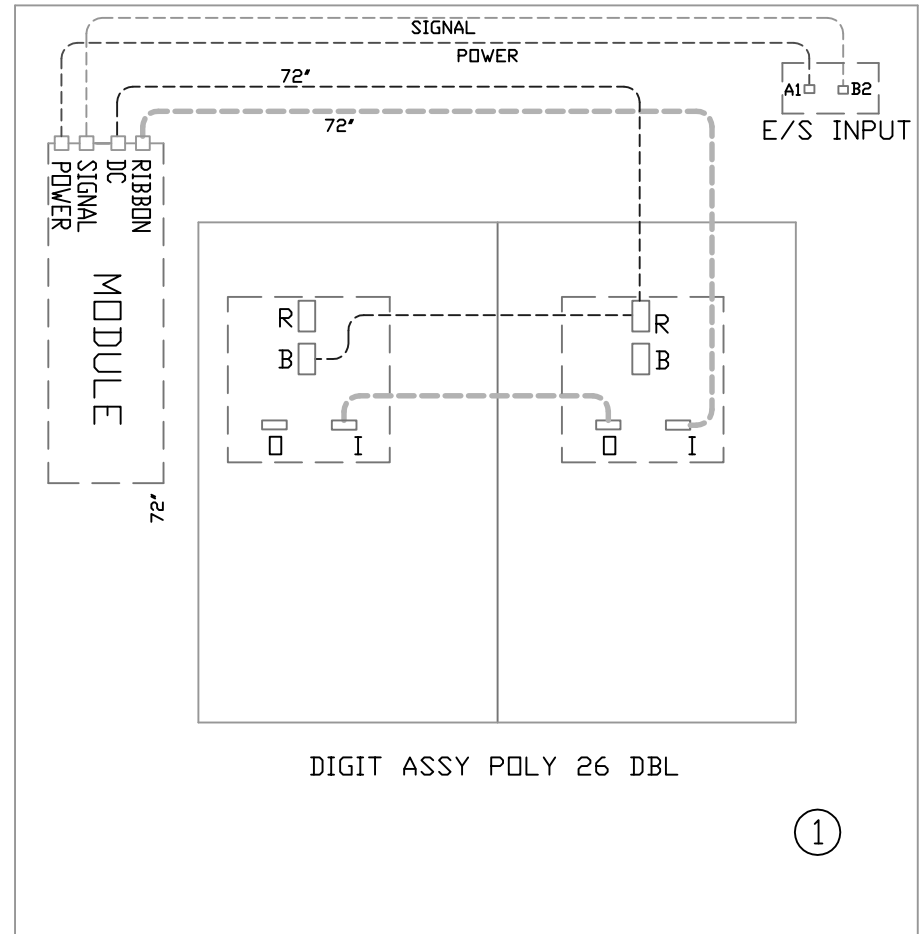 SIGNAL
POWER
72"
72"
A1 B2
E/S INPUT
POWER
SIGNAL
DC
RIBBON
MODULE
72"
R
B
O I
R
B
O I
DIGIT ASSY POLY 26 DBL
1